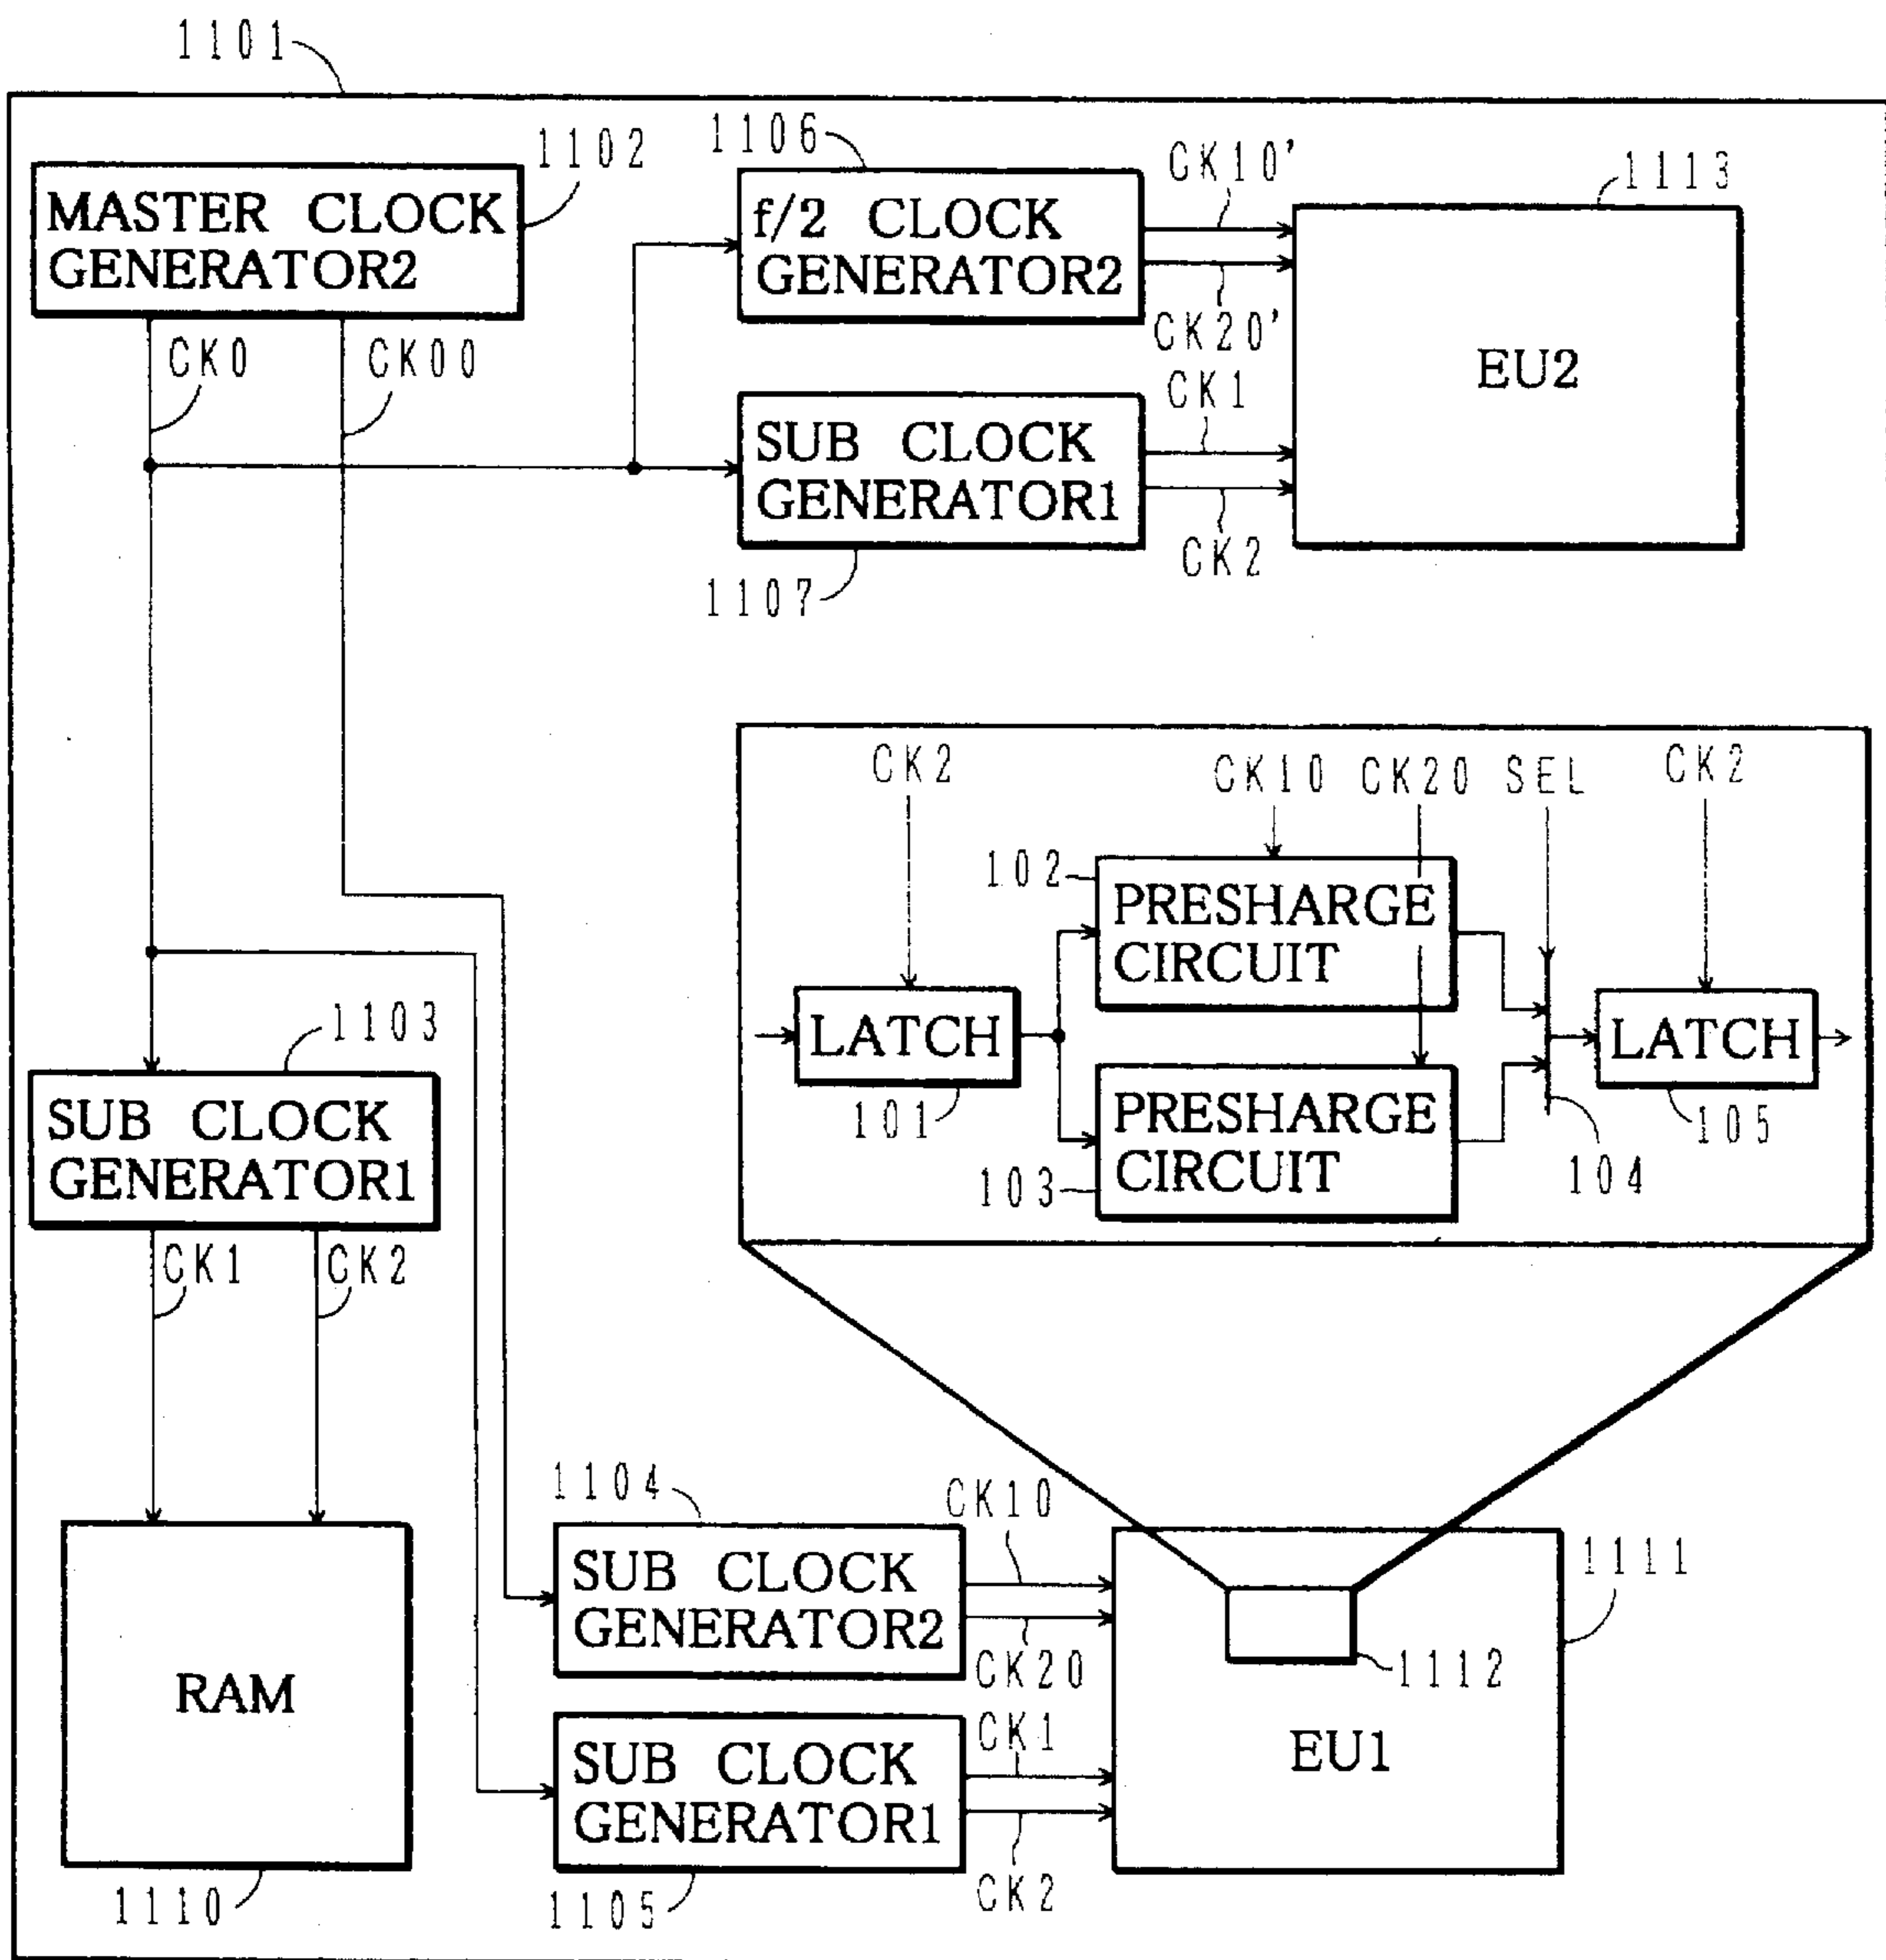 1101
1102
MASTER CLOCK
GENERATOR2
CK0
CK00
1106
f/2 CLOCK
GENERATOR2
CK10'
CK20'
1113
EU2
SUB CLOCK
GENERATOR1
CK1
CK2
1107
CK2
CK10
CK20
SEL
CK2
102
PRESHARGE
CIRCUIT
LATCH
101
PRESHARGE
CIRCUIT
103
104
LATCH
105
1103
SUB CLOCK
GENERATOR1
CK1
CK2
RAM
1110
1104
SUB CLOCK
GENERATOR2
CK10
CK20
SUB CLOCK
GENERATOR1
1105
CK1
CK2
1111
1112
EU1